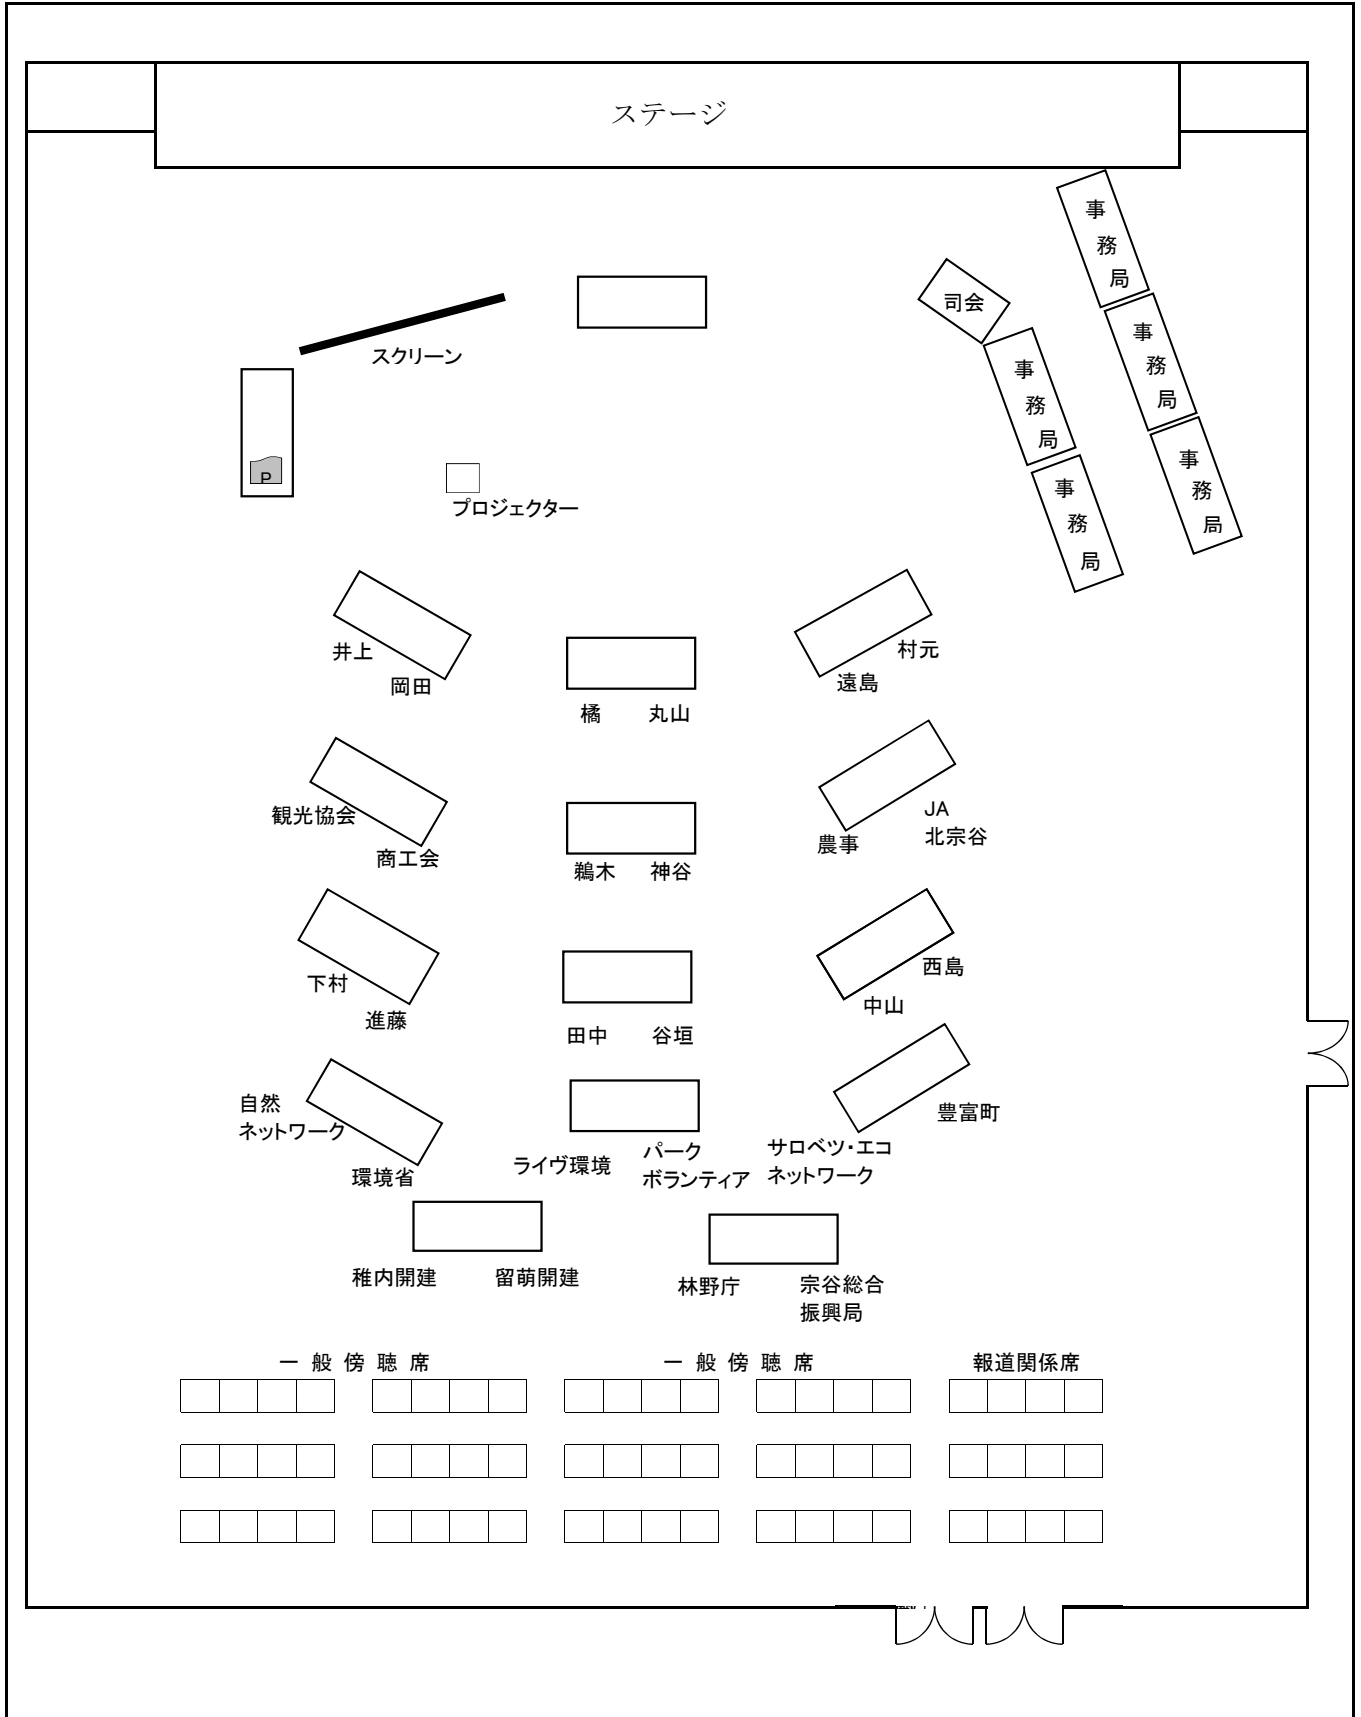 ステージ
事務局
司会
事務局
事務局
スクリーン
事務局
事務局
P
プロジェクター
井上
岡田
橘
丸山
村元
遠島
観光協会
商工会
鵜木
神谷
JA
北宗谷
農事
下村
進藤
田中
谷垣
西島
中山
自然
ネットワーク
環境省
ライヴ環境
パーク
ボランティア
サロベツ・エコ
ネットワーク
豊富町
稚内開建
留萌開建
林野庁
宗谷総合
振興局
一般傍聴席
一般傍聴席
報道関係席